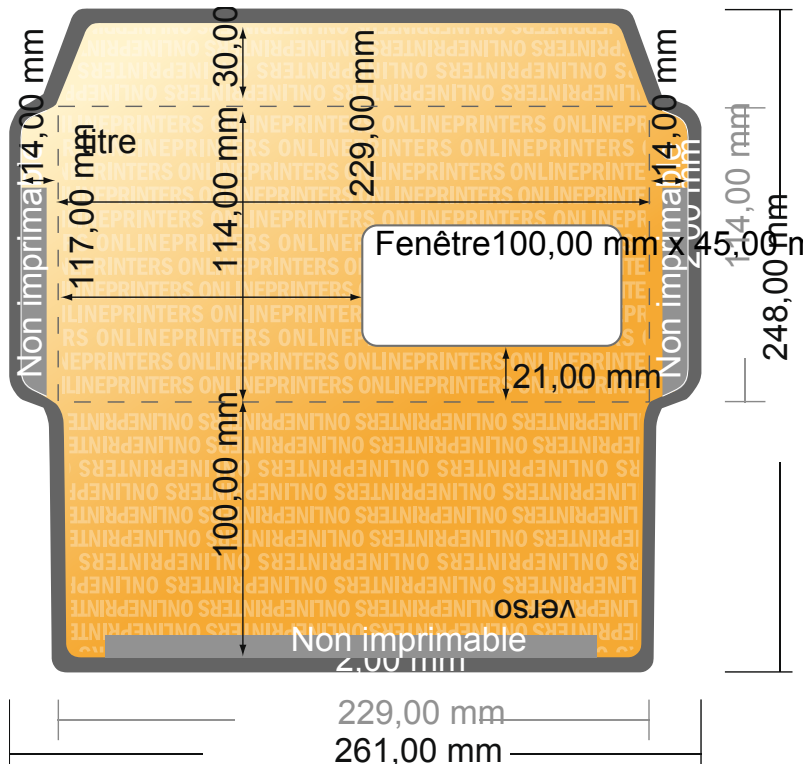 30,00
14,00 mm
229,00 mm
14,00 mm
titre
117,00 mm
114,00 mm
114,00 mm
248,00 mm
Non imprimable
Fenêtre100,00 mm x 45,00 m
Non imprimable
21,00 mm
100,00 mm
ONLINEPRINTERS ONLINEPRINTERS ONLINEPRINTERS
verso
Non imprimable
2,00 mm
229,00 mm
261,00 mm